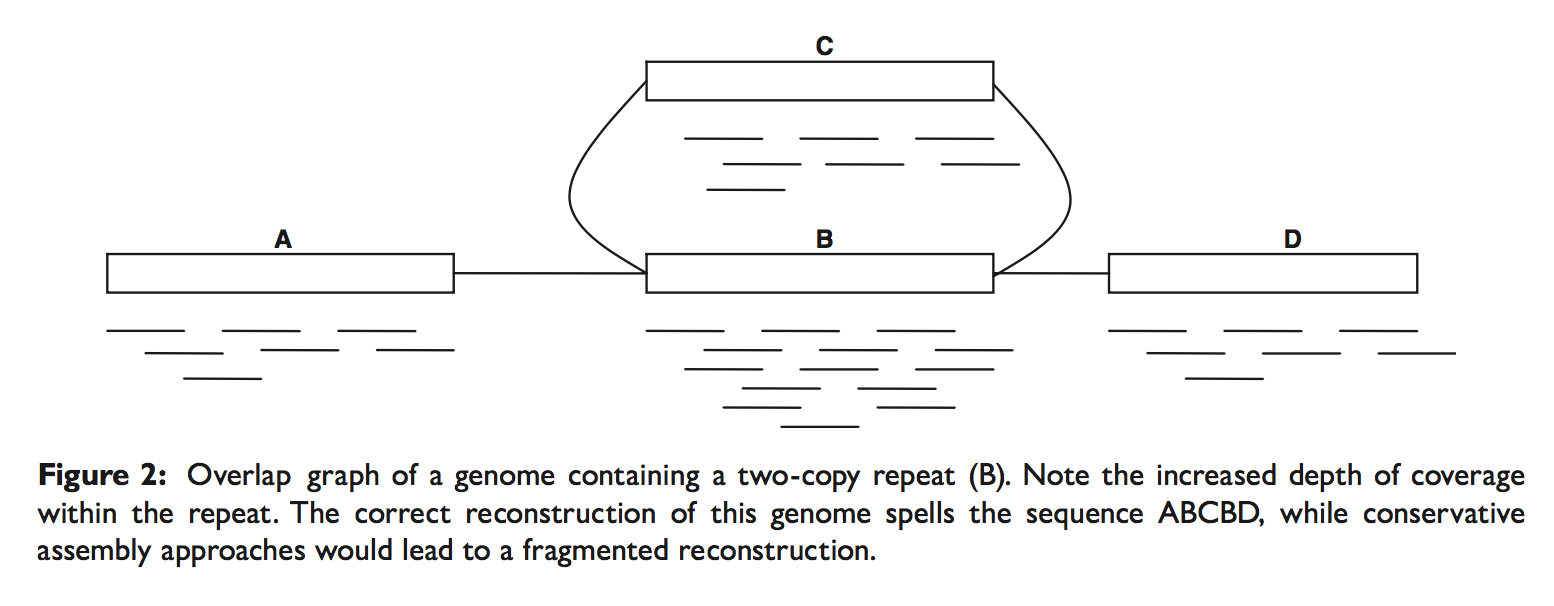 C
A
B
D
Figure 2: Overlap graph of a genome containing a two-copy repeat (B). Note the increased depth of coverage
within the repeat. The correct reconstruction of this genome spells the sequence ABCBD, while conservative
assembly approaches would lead to a fragmented reconstruction.